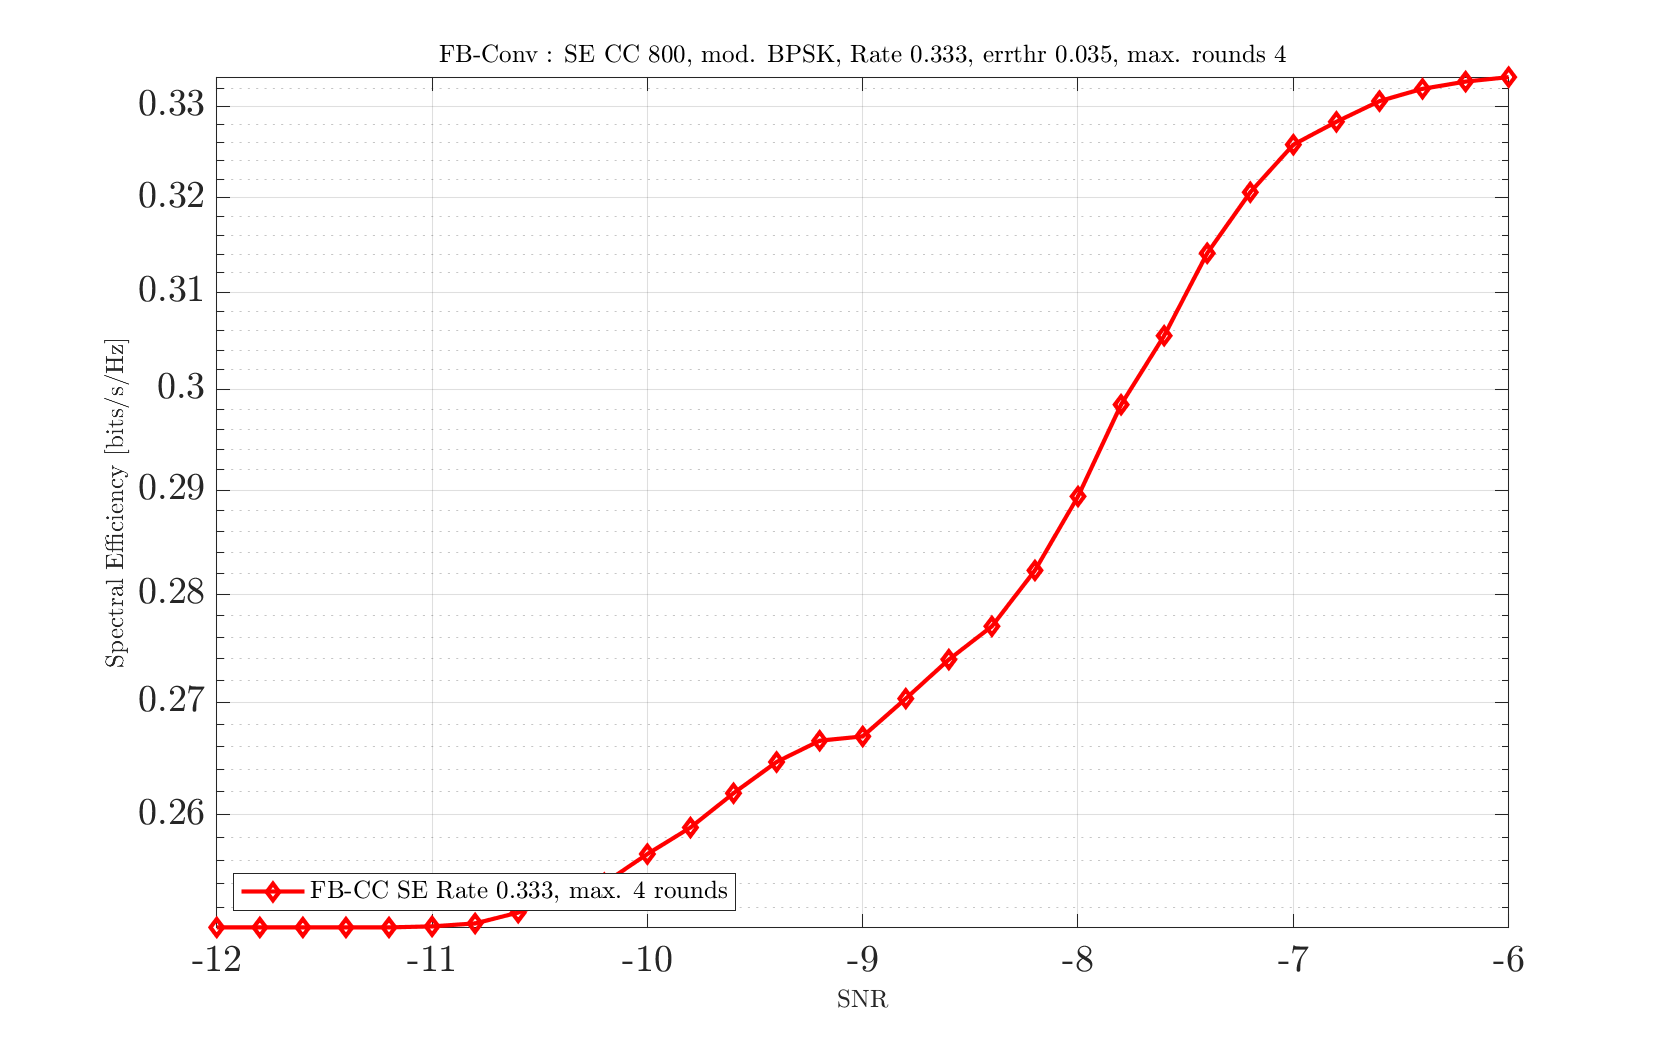 FB-Conv : SE CC 800, mod. BPSK, Rate 0.333, errthr 0.035, max. rounds 4
Spectral Efficiency [bits/s/Hz]
0.33
0.32
0.31
0.3
0.29
0.28
0.27
0.26
FB-CC SE Rate 0.333, max. 4 rounds
-12 -11 -10 -9 -8 -7 -6
SNR